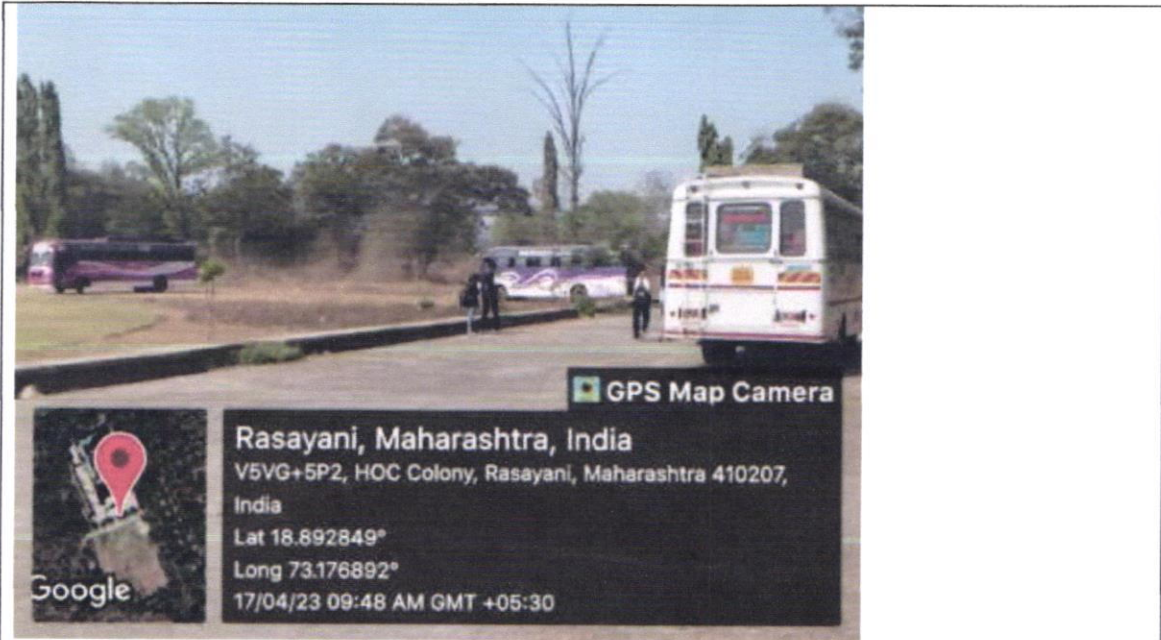 GPS Map Camera
Rasayani, Maharashtra, India
V5VG+5P2, HOC Colony, Rasayani, Maharashtra 410207,
India
Lat 18.892849°
Long 73.176892°
17/04/23 09:48 AM GMT +05:30
Google